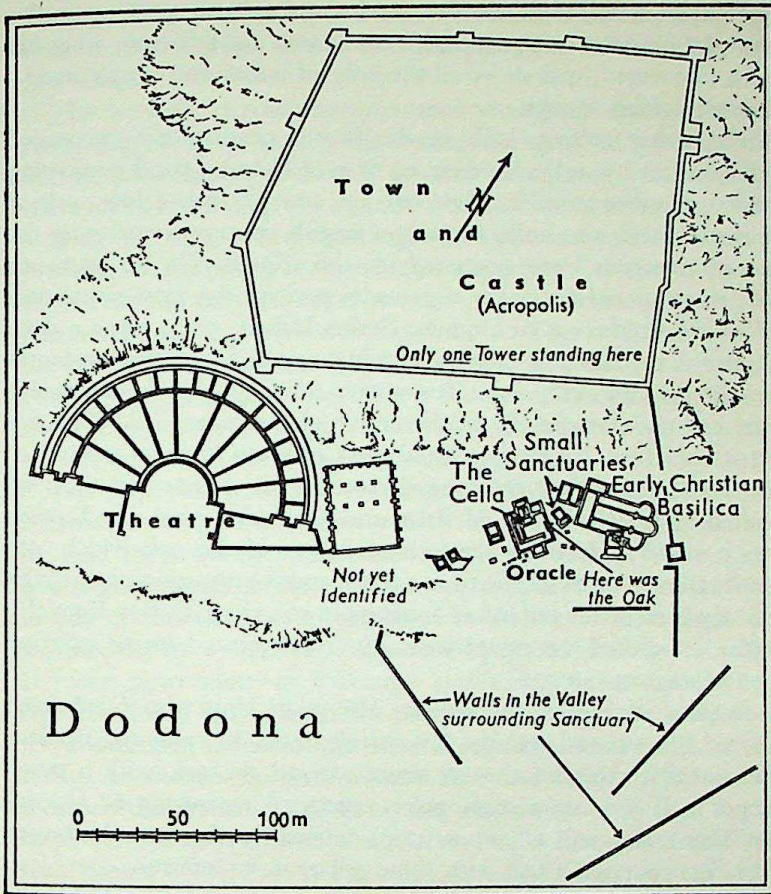 Town
N
and
Castle
(Acropolis)
Only one Tower standing here
Small
Sanctuaries
The
Cella
Early Christian
Basilica
Theatre
Not yet
Identified
Oracle
Here was
the Oak
Walls in the Valley
surrounding Sanctuary
Dodona
0 50 100m